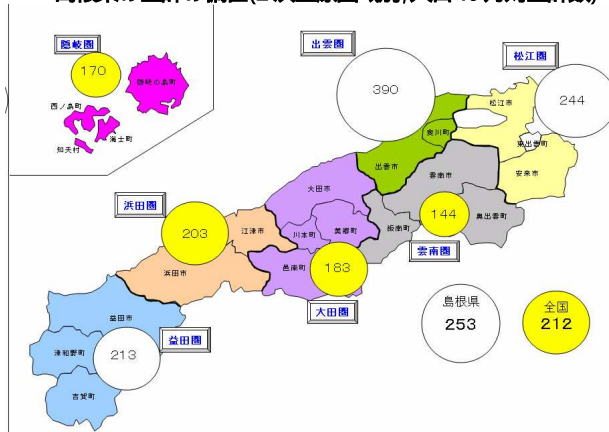 隠岐圏
170
隠岐の島町
西ノ島町
海士町
知夫村
出雲圏
390
松江圏
244
松江市
東出雲町
安来市
斐川町
出雲市
雲南市
奥出雲町
飯南町
144
雲南圏
大田市
川本町
美郷町
邑南町
183
大田圏
浜田圏
203
江津市
浜田市
益田市
津和野町
吉賀町
213
益田圏
島根県
253
全国
212